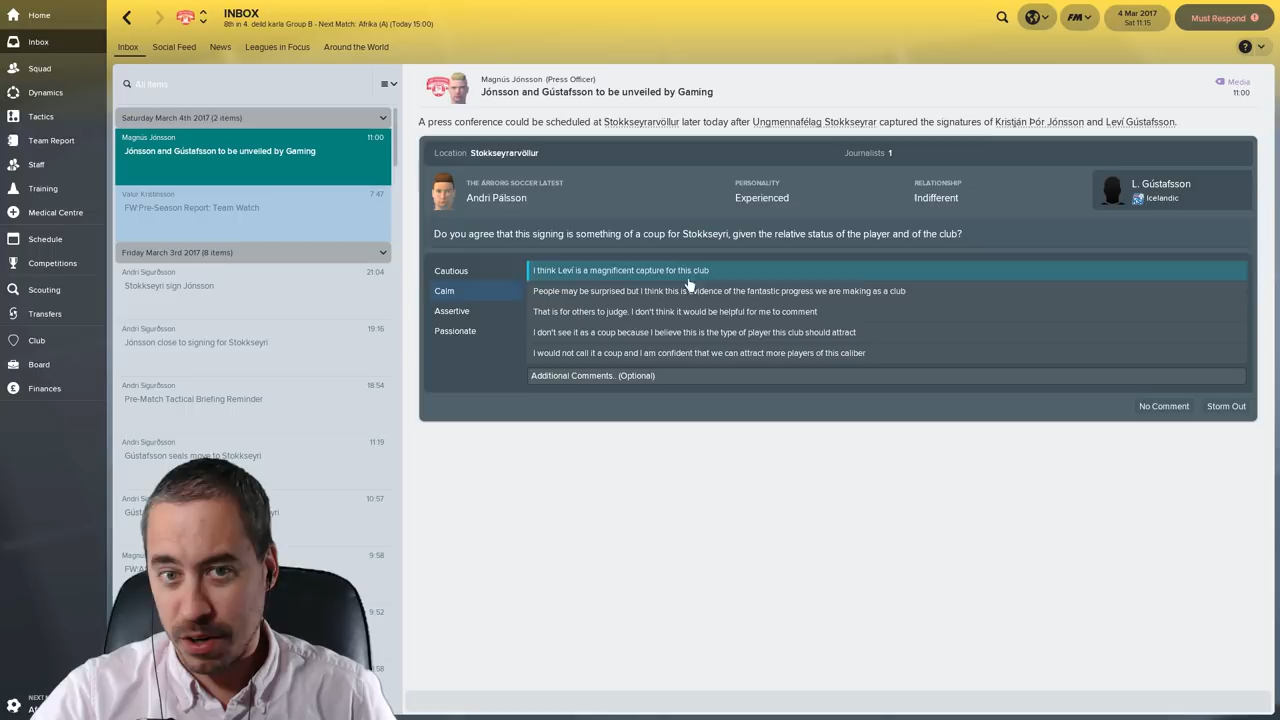 Home
INBOX
8th in 4. deild karla Group B - Next Match: Afrika (A) (Today 15:00)
FM
4 Mar 2017
Sat 11:15
Must Respond
Inbox
Inbox
Social Feed
News
Leagues in Focus
Around the World
Squad
Dynamics
Tactics
Team Report
Staff
Training
Medical Centre
Schedule
Competitions
Scouting
Transfers
Club
Board
Finances
All Items
Saturday March 4th 2017 (2 items)
Magnús Jónsson
11:00
Jónsson and Gústafsson to be unveiled by Gaming
Valur Kristinsson
7:47
FW:Pre-Season Report: Team Watch
Friday March 3rd 2017 (8 items)
Andri Sigurðsson
21:04
Stokkseyri sign Jónsson
Andri Sigurðsson
19:16
Jónsson close to signing for Stokkseyri
Andri Sigurðsson
18:54
Pre-Match Tactical Briefing Reminder
Andri Sigurðsson
11:19
Gústafsson seals move to Stokkseyri
10:57
9:58
9:52
Magnús Jónsson (Press Officer)
Jónsson and Gústafsson to be unveiled by Gaming
Media
11:00
A press conference could be scheduled at Stokkseyrarvöllur later today after Ungmennafélag Stokkseyrar captured the signatures of Kristján Þór Jónsson and Leví Gústafsson.
Location Stokkseyrarvöllur
Journalists 1
THE ÁRBORG SOCCER LATEST
Andri Pálsson
PERSONALITY
Experienced
RELATIONSHIP
Indifferent
L. Gústafsson
Icelandic
Do you agree that this signing is something of a coup for Stokkseyri, given the relative status of the player and of the club?
Cautious
Calm
Assertive
Passionate
I think Leví is a magnificent capture for this club
People may be surprised but I think this is evidence of the fantastic progress we are making as a club
That is for others to judge. I don't think it would be helpful for me to comment
I don't see it as a coup because I believe this is the type of player this club should attract
I would not call it a coup and I am confident that we can attract more players of this caliber
Additional Comments.. (Optional)
No Comment
Storm Out